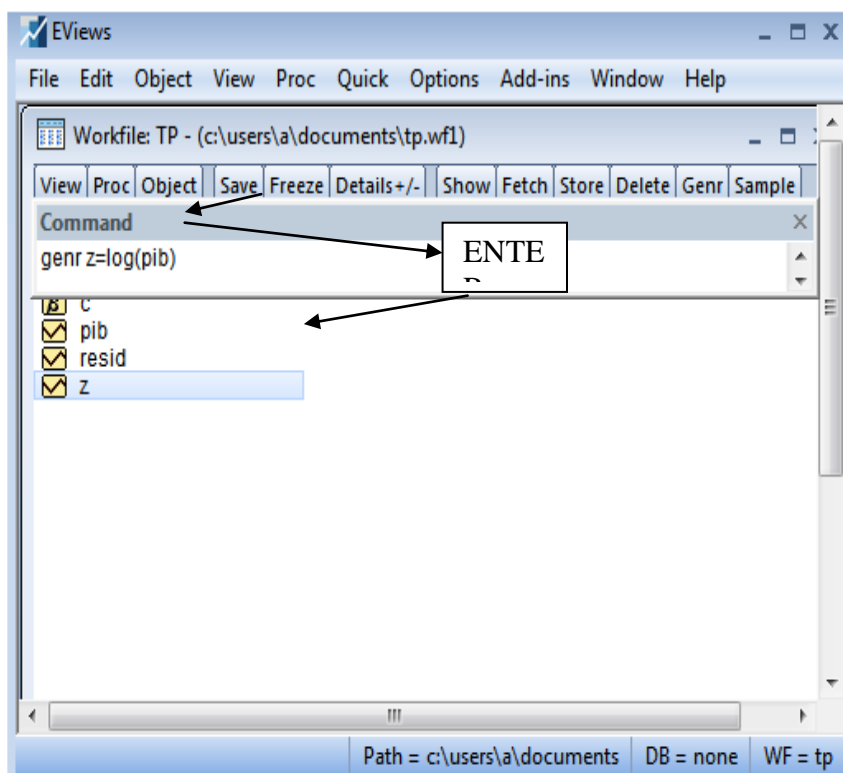 EViews
File Edit Object View Proc Quick Options Add-ins Window Help
Workfile: TP - (c:\users\a\documents\tp.wf1)
View Proc Object Save Freeze Details+/- Show Fetch Store Delete Genr Sample
Command
genr z=log(pib)
ENTE
c
pib
resid
z
Path = c:\users\a\documents DB = none WF = tp